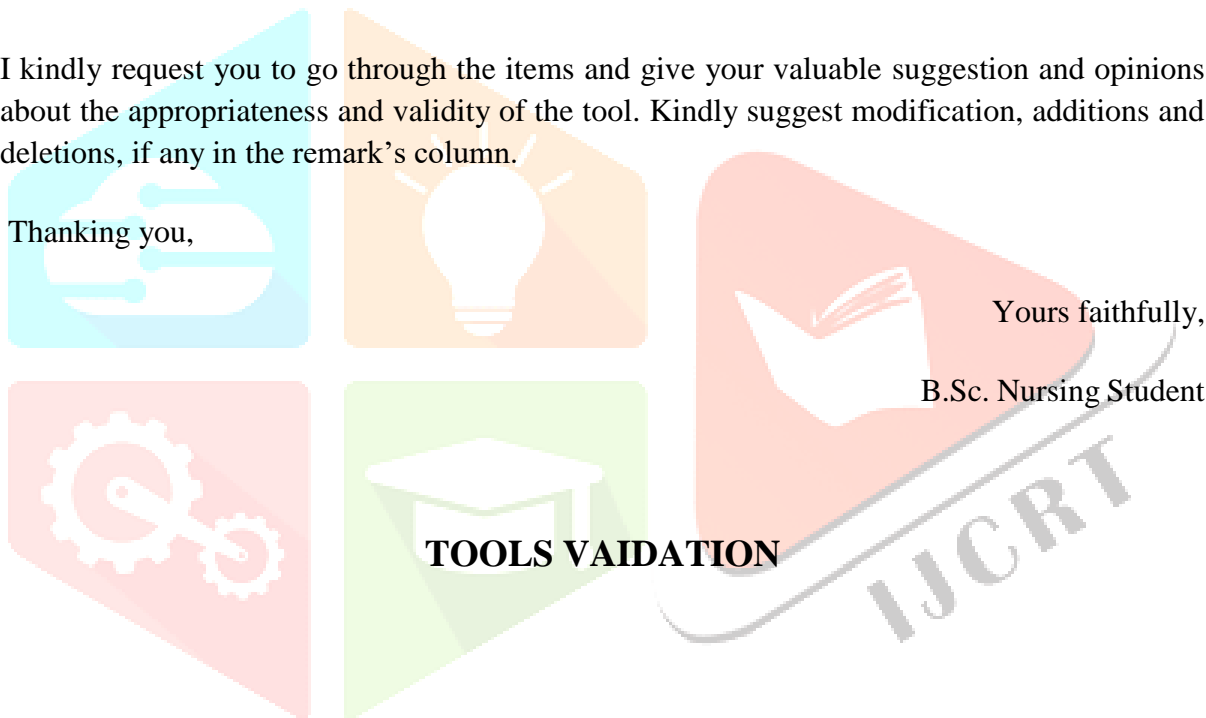 I kindly request you to go through the items and give your valuable suggestion and opinions
about the appropriateness and validity of the tool. Kindly suggest modification, additions and
deletions, if any in the remark’s column.
Thanking you,
Yours faithfully,
B.Sc. Nursing Student
TOOLS VAIDATION
IJCRT